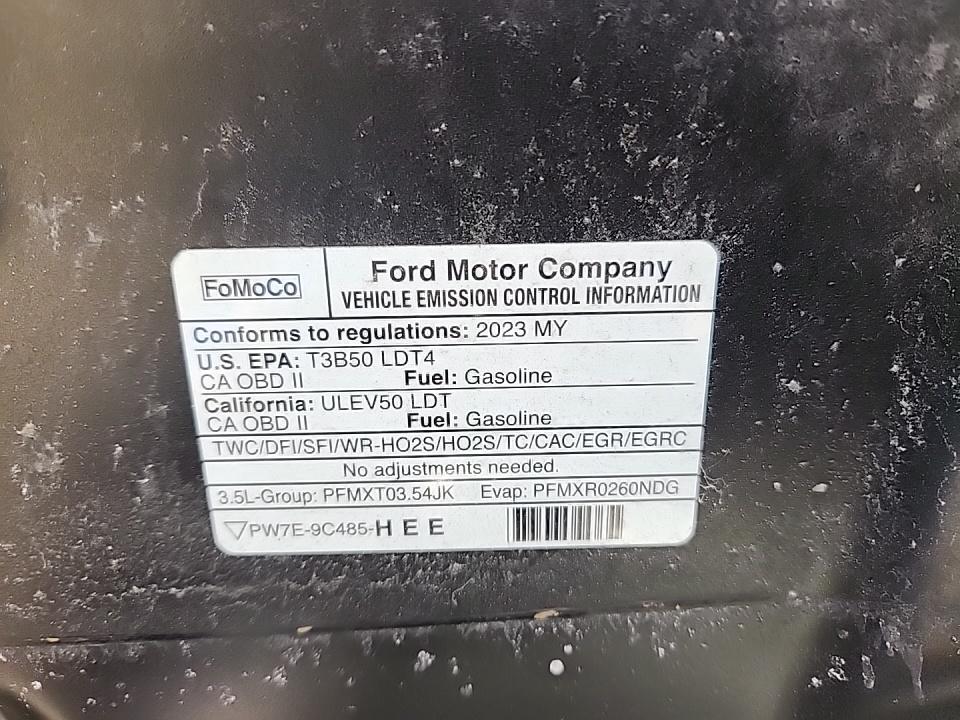 FoMoCo
Ford Motor Company
VEHICLE EMISSION CONTROL INFORMATION
Conforms to regulations: 2023 MY
U.S. EPA: T3B50 LDT4
CA OBD II Fuel: Gasoline
California: ULEV50 LDT
CA OBD II Fuel: Gasoline
TWC/DFI/SFI/WR-HO2S/HO2S/TC/CAC/EGR/EGRC
No adjustments needed.
3.5L-Group: PFMXT03.54JK Evap: PFMXR0260NDG
PW7E-9C485-HEE